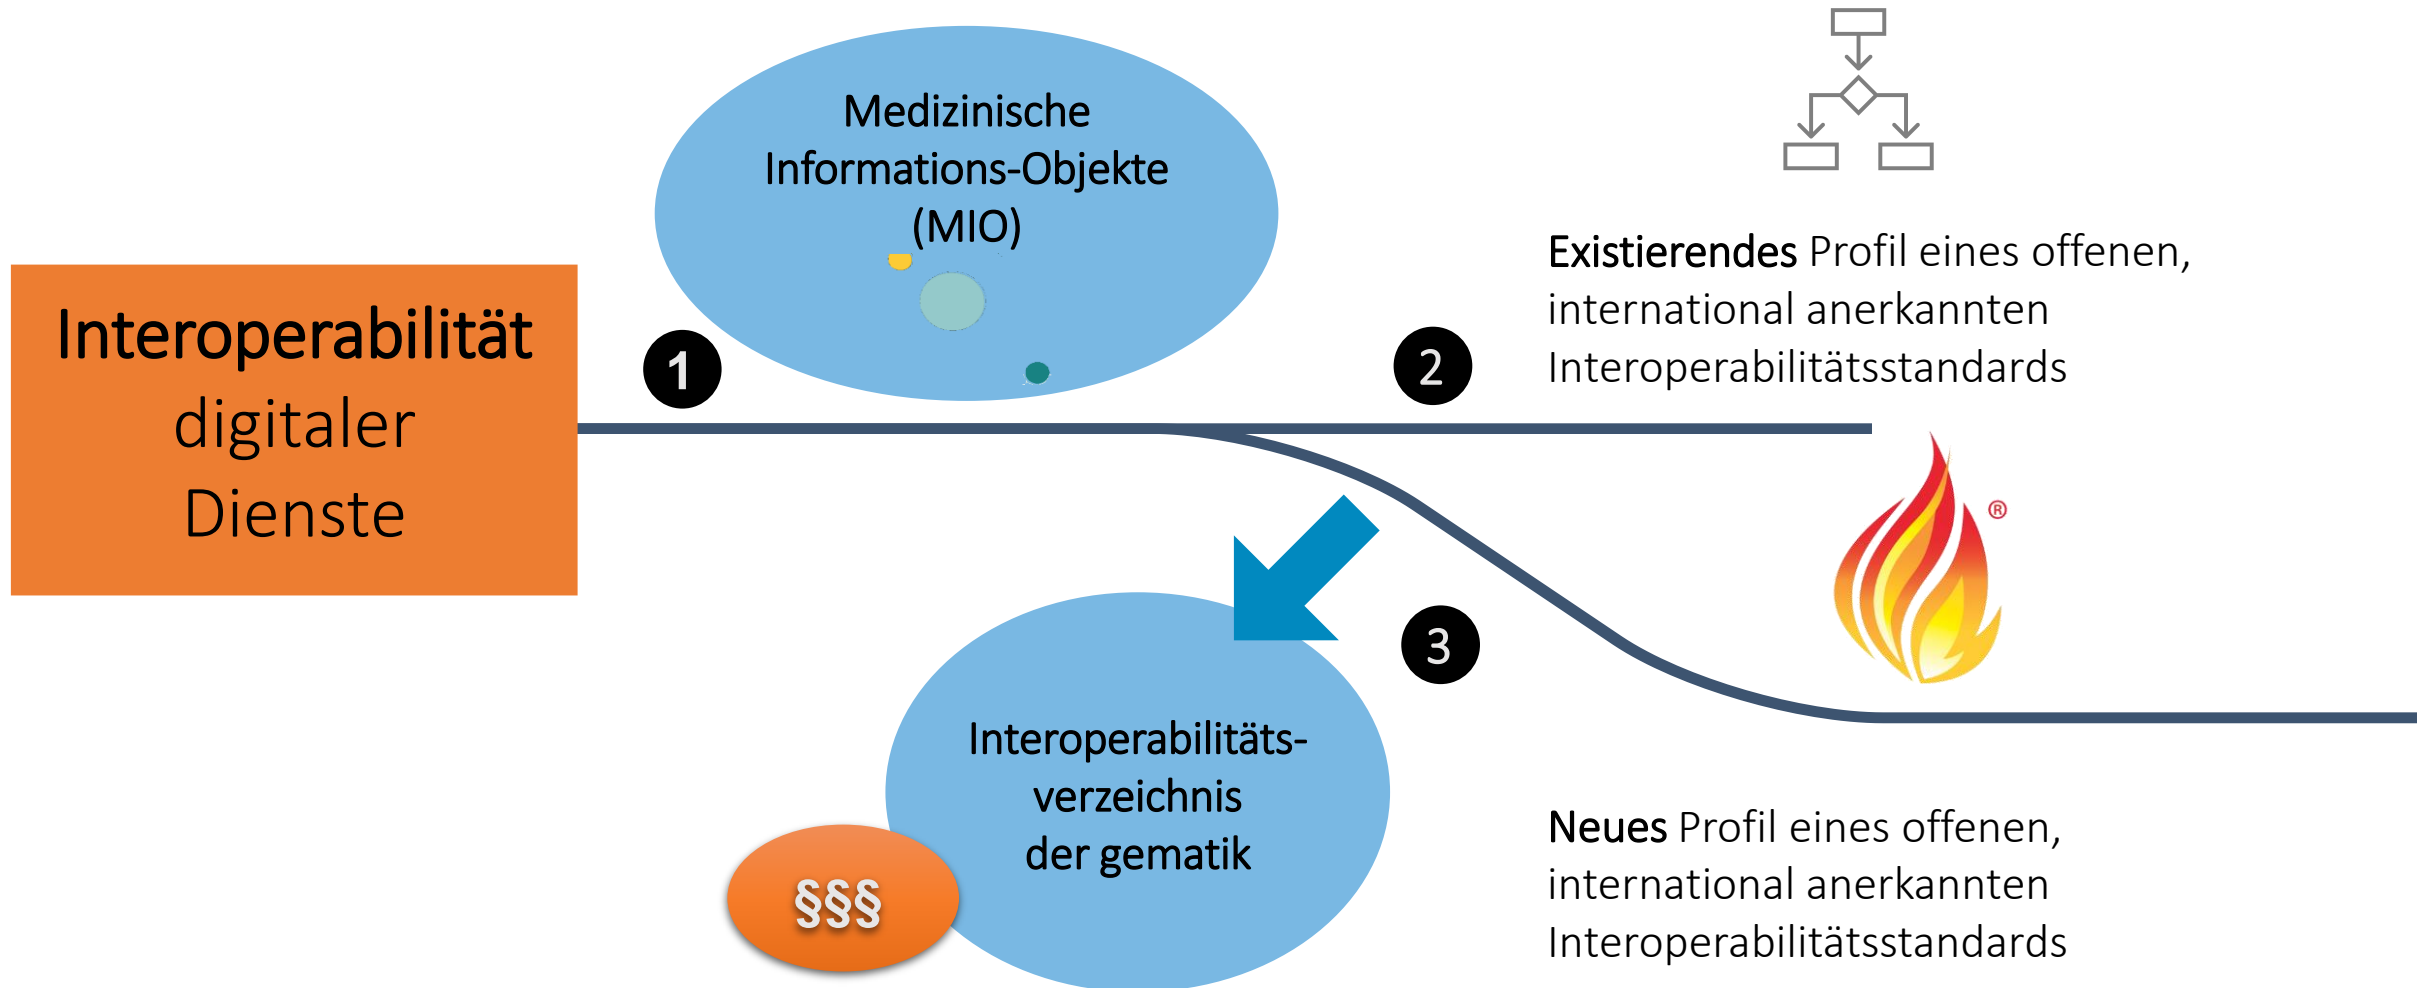 Interoperabilität
digitaler
Dienste
1
Medizinische
Informations-Objekte
(MIO)
2
Existierendes Profil eines offenen,
international anerkannten
Interoperabilitätsstandards
®
3
Interoperabilitäts-
verzeichnis
der gematik
§§§
Neues Profil eines offenen,
international anerkannten
Interoperabilitätsstandards